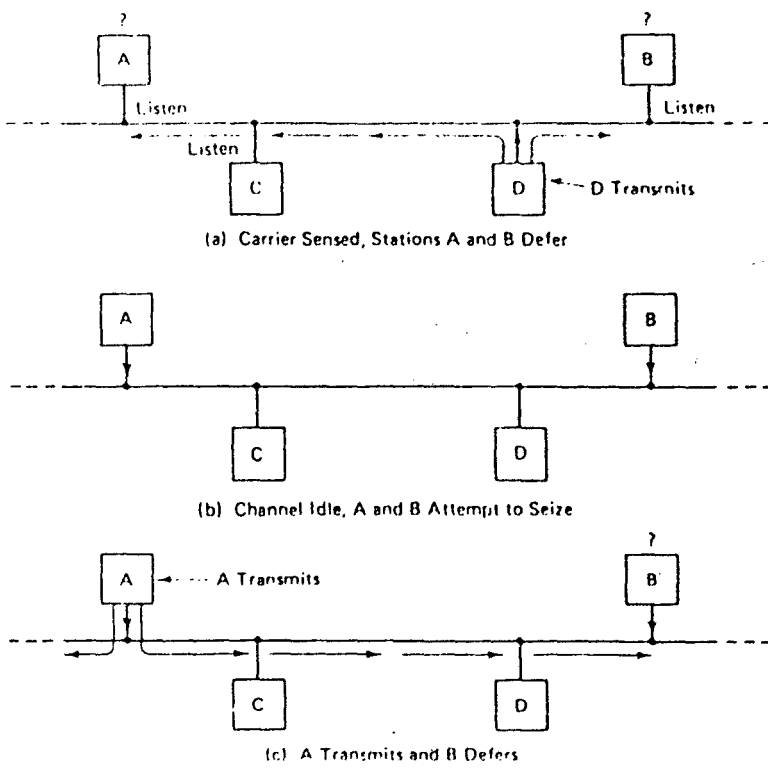 ? ?
A B
Listen Listen
Listen
C D D Transmits
(a) Carrier Sensed, Stations A and B Defer
A B
C D
(b) Channel Idle, A and B Attempt to Seize
?
A A Transmits B
C D
(c) A Transmits and B Defers